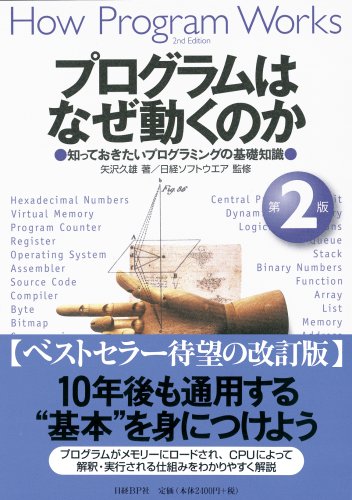 How Program Works
2nd Edition
プログラムは
なぜ動くのか
●知っておきたいプログラミングの基礎知識●
矢沢久雄 著/日経ソフトウエア 監修
第2版
Hexadecimal Numbers
Virtual Memory
Program Counter
Register
Operating System
Assembler
Source Code
Compiler
Byte
Bitmap
Fig 86
Central
Stack
Binary Numbers
Function
Array
List
Memory
Address
【ベストセラー待望の改訂版】
10年後も通用する
“基本”を身につけよう
プログラムがメモリーにロードされ、CPUによって
解釈・実行される仕組みをわかりやすく解説
日経BP社 定価(本体2400円+税)